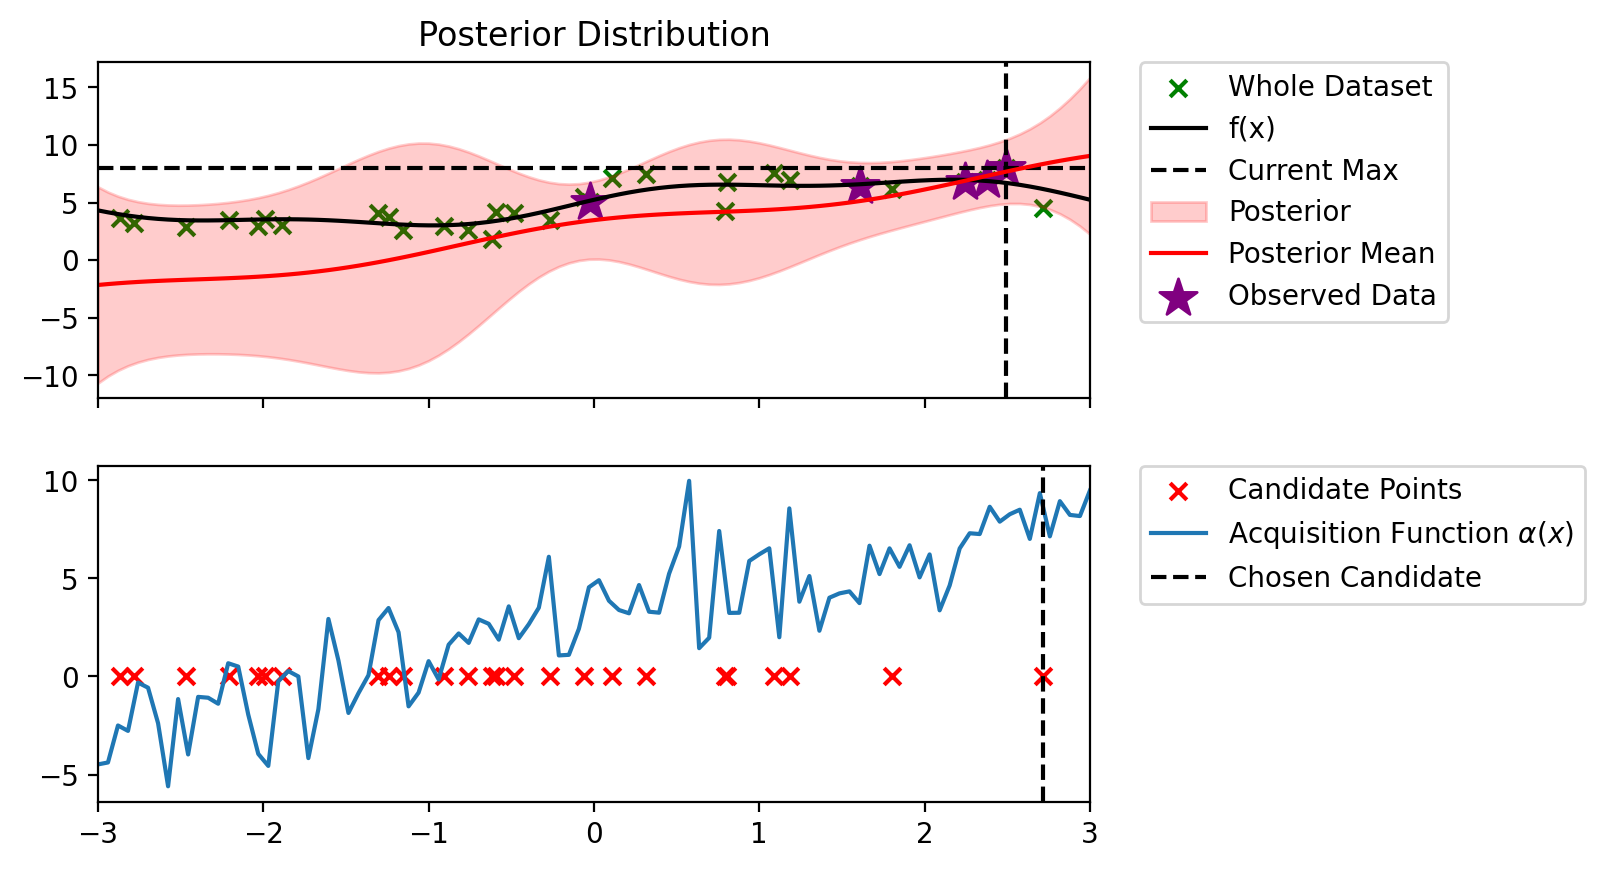 Posterior Distribution
15
10
5
0
−5
−10
Whole Dataset
f(x)
Current Max
Posterior
Posterior Mean
Observed Data
10
5
0
−5
−3
−2
−1
0
1
2
3
Candidate Points
Acquisition Function α(x)
Chosen Candidate